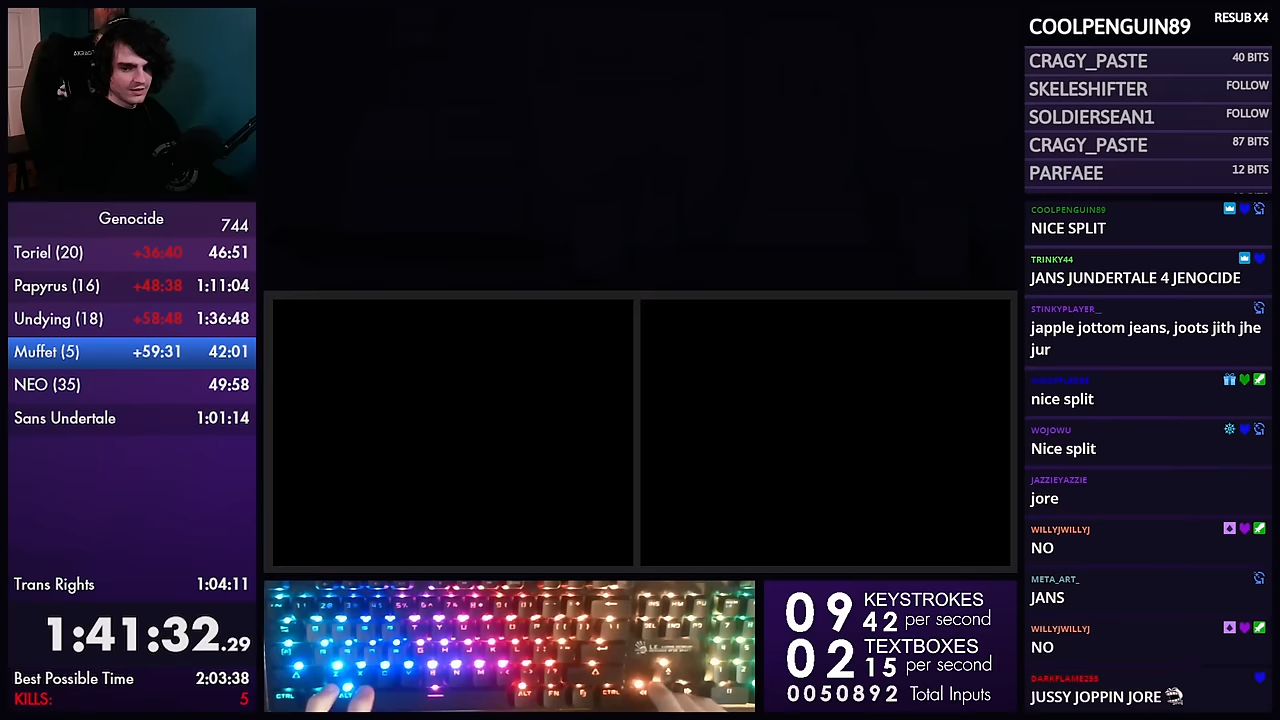 Genocide
744
Toriel (20) +36:40 46:51
Papyrus (16) +48:38 1:11:04
Undying (18) +58:48 1:36:48
Muffet (5) +59:31 42:01
NEO (35) 49:58
Sans Undertale 1:01:14
Trans Rights 1:04:11
1:41:32.29
Best Possible Time 2:03:38
KILLS: 5
09 42 KEYSTROKES per second
02 15 TEXTBOXES per second
0050892 Total Inputs
COOLPENGUIN89 RESUB X4
CRAGY_PASTE 40 BITS
SKELESHIFTER FOLLOW
SOLDIERSEAN1 FOLLOW
CRAGY_PASTE 87 BITS
PARFAEE 12 BITS
COOLPENGUIN89
NICE SPLIT
TRINKY44
JANS JUNDERTALE 4 JENOCIDE
STINKYPLAYER__
japple jottom jeans, joots jith jhe
jur
nice split
WOJOWU
Nice split
JAZZIEYAZZIE
jore
WILLYJWILLYJ
NO
META_ART_
JANS
WILLYJWILLYJ
NO
DARKFLAME255
JUSSY JOPPIN JORE